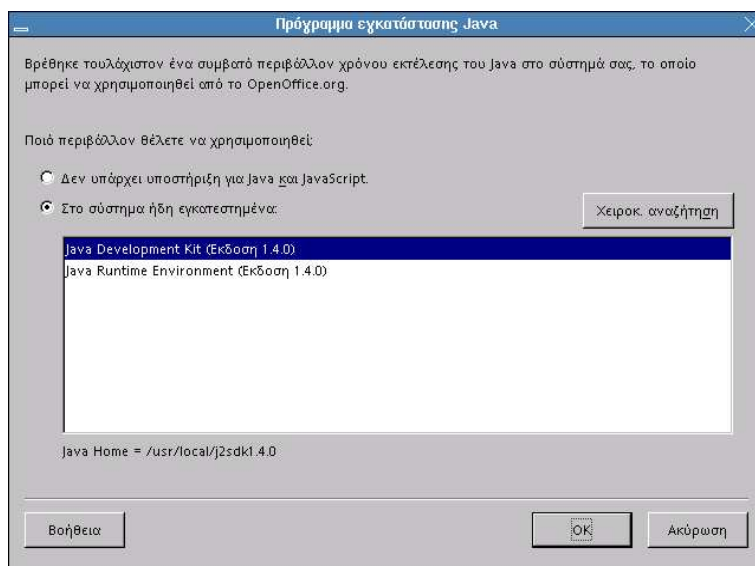 Πρόγραμμα εγκατάστασης Java
Βρέθηκε τουλάχιστον ένα συμβατό περιβάλλον χρόνου εκτέλεσης του Java στο σύστημά σας, το οποίο
μπορεί να χρησιμοποιηθεί από το OpenOffice.org.
Ποιό περιβάλλον θέλετε να χρησιμοποιηθεί;
Δεν υπάρχει υποστήριξη για Java και JavaScript.
Στο σύστημα ήδη εγκατεστημένα:
Χειροκ. αναζήτηση
Java Development Kit (Εκδοση 1.4.0)
Java Runtime Environment (Εκδοση 1.4.0)
Java Home = /usr/local/j2sdk1.4.0
Βοήθεια
OK
Ακύρωση